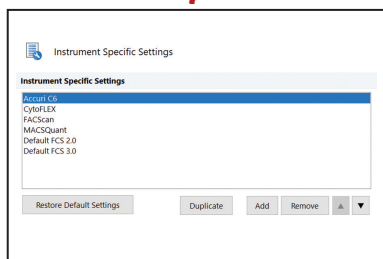 Instrument Specific Settings
Instrument Specific Settings
Accuri C6
CytoFLEX
FACScan
MACSQuant
Default FCS 2.0
Default FCS 3.0
Restore Default Settings Duplicate Add Remove ▲ ▼